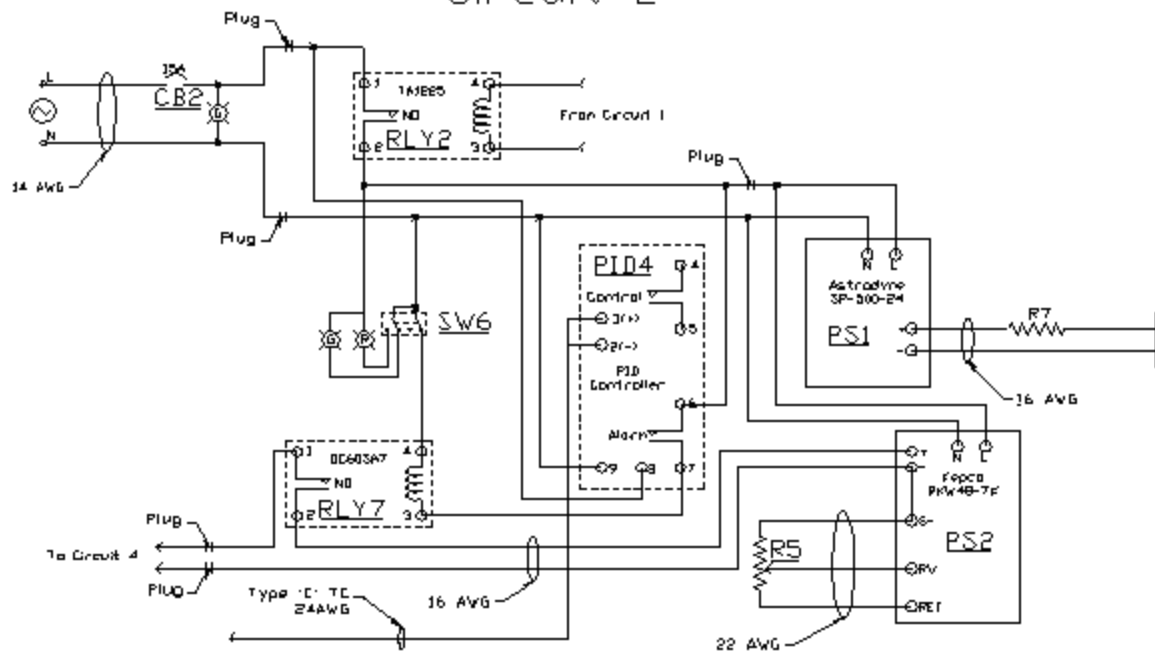 Plug
L
15A
CB2
G
N
14 AWG
1
4
NO
RLY2
2
3
From Circuit 1
Plug
Plug
PID4
4
Control
3(+)
5
2(-)
PID
Controller
6
Alarm
9
8
7
N
L
Astrodyne
SP-500-24
PS1
+
-
R7
16 AWG
SW6
G
1
4
NO
RLY7
2
3
Plug
To Circuit 4
Plug
TC
24AWG
16 AWG
N
L
Kepco
+
-
S-
PS2
R5
RV
RET
22 AWG